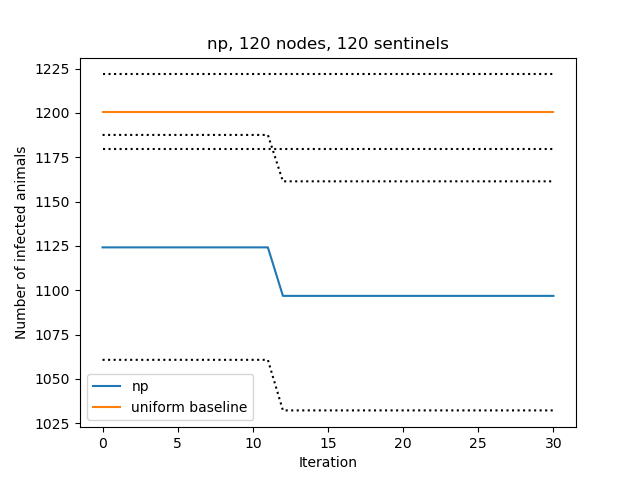 np, 120 nodes, 120 sentinels
Number of infected animals
1225
1200
1175
1150
1125
1100
1075
1050
1025
np
uniform baseline
0 5 10 15 20 25 30
Iteration